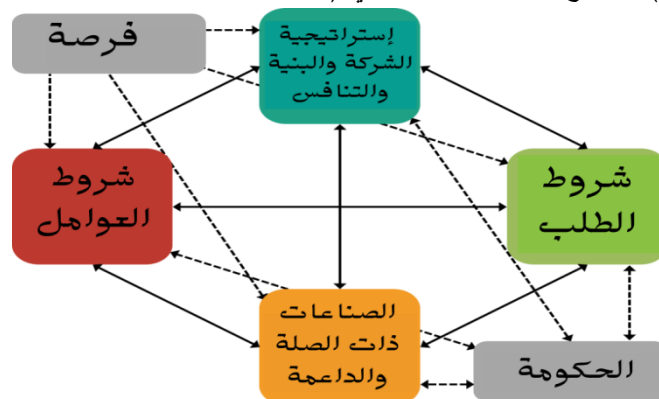 فرصة
إستراتيجية
الشركة والبنية
والتنافس
شروط
الطلب
شروط
العوامل
الصناعات
ذات الصلة
والداعمة
الحكومة